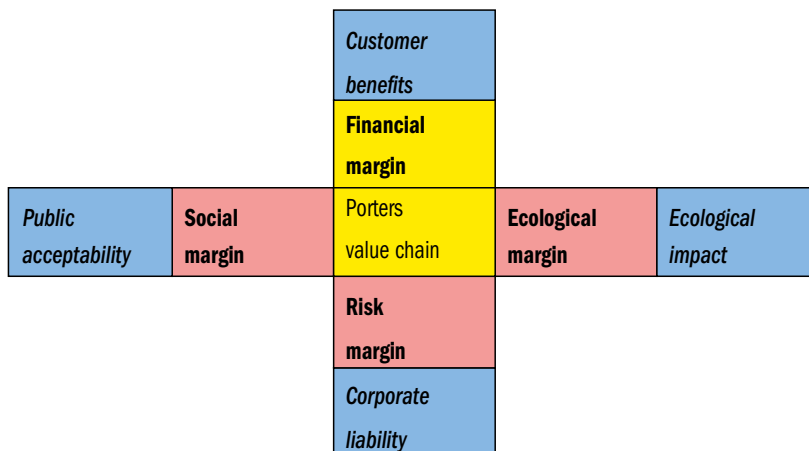 Customer
benefits
Financial
margin
Public
acceptability
Social
margin
Porters
value chain
Ecological
margin
Ecological
impact
Risk
margin
Corporate
liability